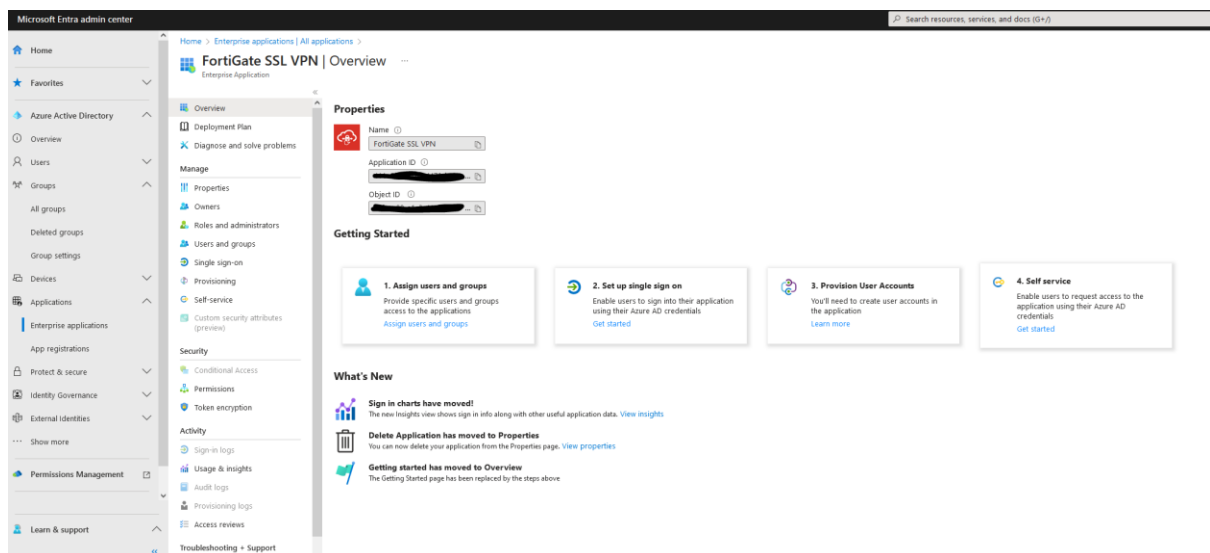 Microsoft Entra admin center
Search resources, services, and docs (G+/)
Home
Favorites
Azure Active Directory
Overview
Users
Groups
All groups
Deleted groups
Group settings
Devices
Applications
Enterprise applications
App registrations
Protect & secure
Identity Governance
External Identities
Show more
Permissions Management
Learn & support
Home > Enterprise applications | All applications >
FortiGate SSL VPN | Overview ...
Enterprise Application
Overview
Deployment Plan
Diagnose and solve problems
Manage
Properties
Owners
Roles and administrators
Users and groups
Single sign-on
Provisioning
Self-service
Custom security attributes
(preview)
Security
Conditional Access
Permissions
Token encryption
Activity
Sign-in logs
Usage & insights
Audit logs
Provisioning logs
Access reviews
Troubleshooting + Support
Properties
Name
FortiGate SSL VPN
Application ID
...
Object ID
...
Getting Started
1. Assign users and groups
Provide specific users and groups
access to the applications
Assign users and groups
2. Set up single sign on
Enable users to sign into their application
using their Azure AD credentials
Get started
3. Provision User Accounts
You'll need to create user accounts in
the application
Learn more
4. Self service
Enable users to request access to the
application using their Azure AD
credentials
Get started
What's New
Sign in charts have moved!
The new Insights view shows sign in info along with other useful application data. View insights
Delete Application has moved to Properties
You can now delete your application from the Properties page. View properties
Getting started has moved to Overview
The Getting Started page has been replaced by the steps above